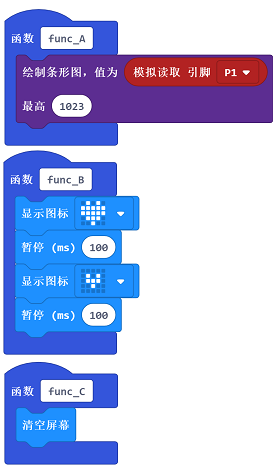 函数 func_A
绘制条形图，值为 模拟读取 引脚 P1
最高 1023
函数 func_B
显示图标
暂停 (ms) 100
显示图标
暂停 (ms) 100
函数 func_C
清空屏幕